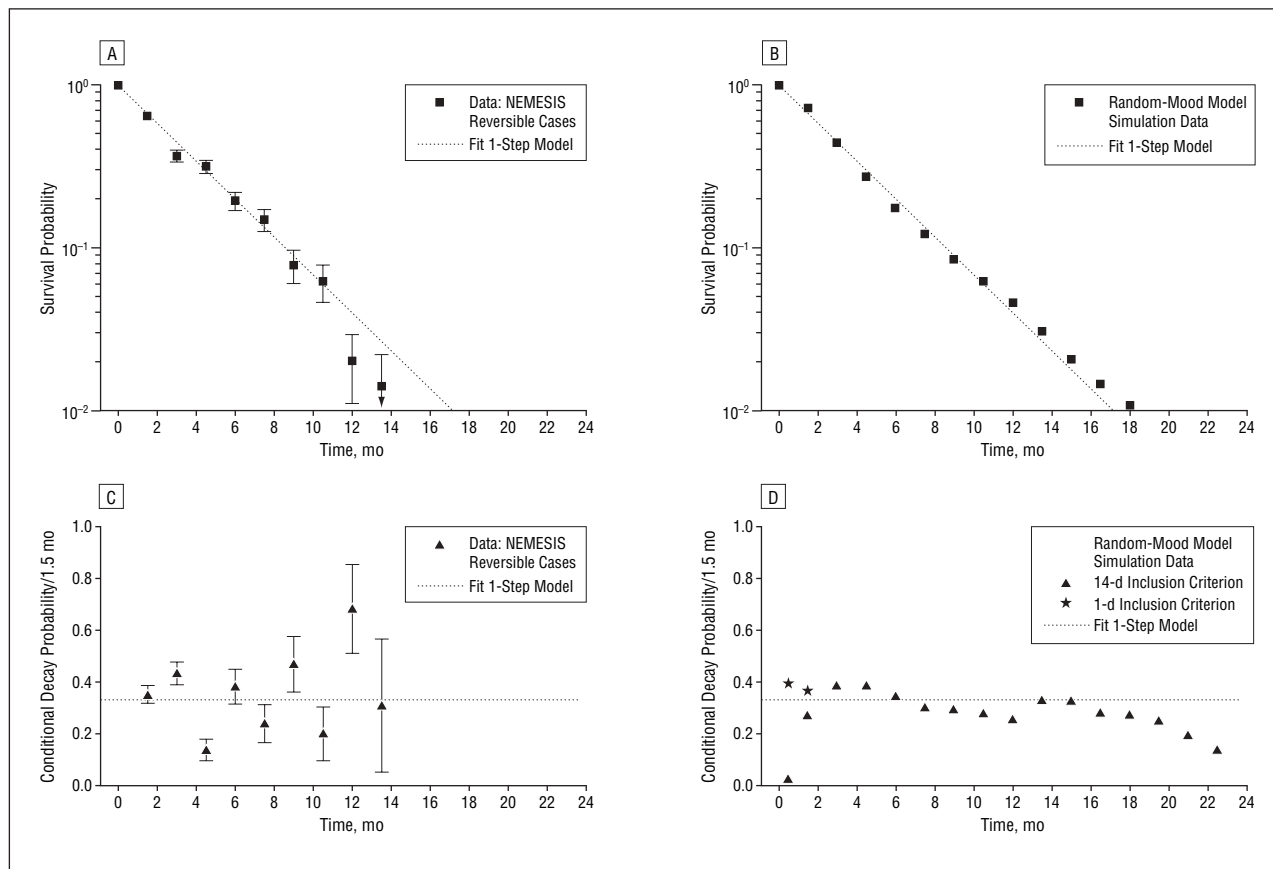 A
10⁰
10⁻¹
10⁻²
Survival Probability
0 2 4 6 8 10 12 14 16 18 20 22 24
Time, mo
Data: NEMESIS
Reversible Cases
Fit 1-Step Model
B
10⁰
10⁻¹
10⁻²
Survival Probability
0 2 4 6 8 10 12 14 16 18 20 22 24
Time, mo
Random-Mood Model
Simulation Data
Fit 1-Step Model
C
1.0
0.8
0.6
0.4
0.2
0.0
Conditional Decay Probability/1.5 mo
0 2 4 6 8 10 12 14 16 18 20 22 24
Time, mo
Data: NEMESIS
Reversible Cases
Fit 1-Step Model
D
1.0
0.8
0.6
0.4
0.2
0.0
Conditional Decay Probability/1.5 mo
0 2 4 6 8 10 12 14 16 18 20 22 24
Time, mo
Random-Mood Model
Simulation Data
14-d Inclusion Criterion
1-d Inclusion Criterion
Fit 1-Step Model